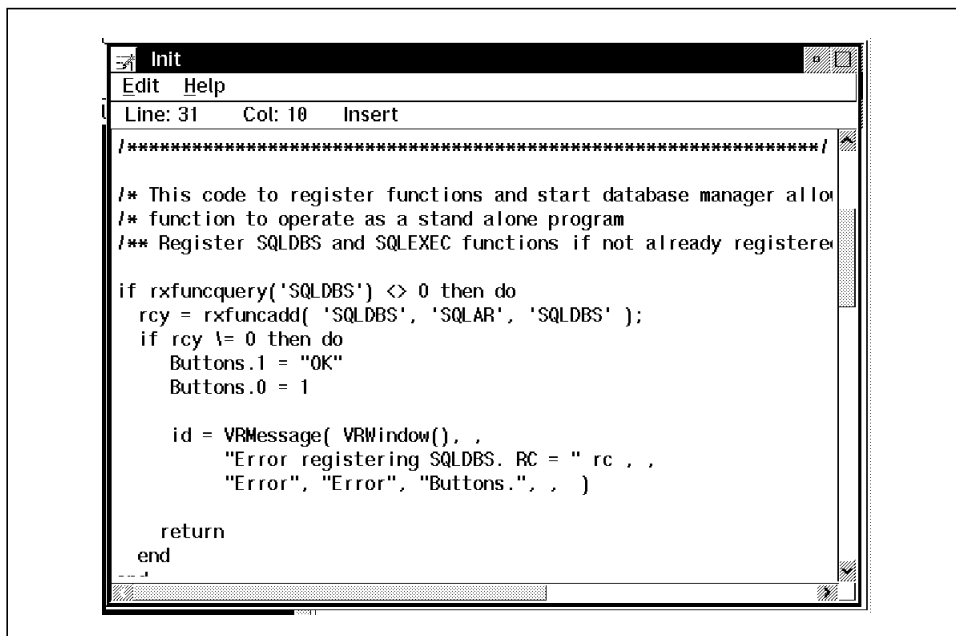 Init
Edit Help
Line: 31 Col: 10 Insert
/****************************************************************/
/* This code to register functions and start database manager allo
/* function to operate as a stand alone program
/** Register SQLDBS and SQLEXEC functions if not already registere
if rxfuncquery('SQLDBS') <> 0 then do
rcy = rxfuncadd( 'SQLDBS', 'SQLAR', 'SQLDBS' );
if rcy \= 0 then do
Buttons.1 = "OK"
Buttons.0 = 1
id = VRMessage( VRWindow(), ,
"Error registering SQLDBS. RC = " rc , ,
"Error", "Error", "Buttons.", , )
return
end